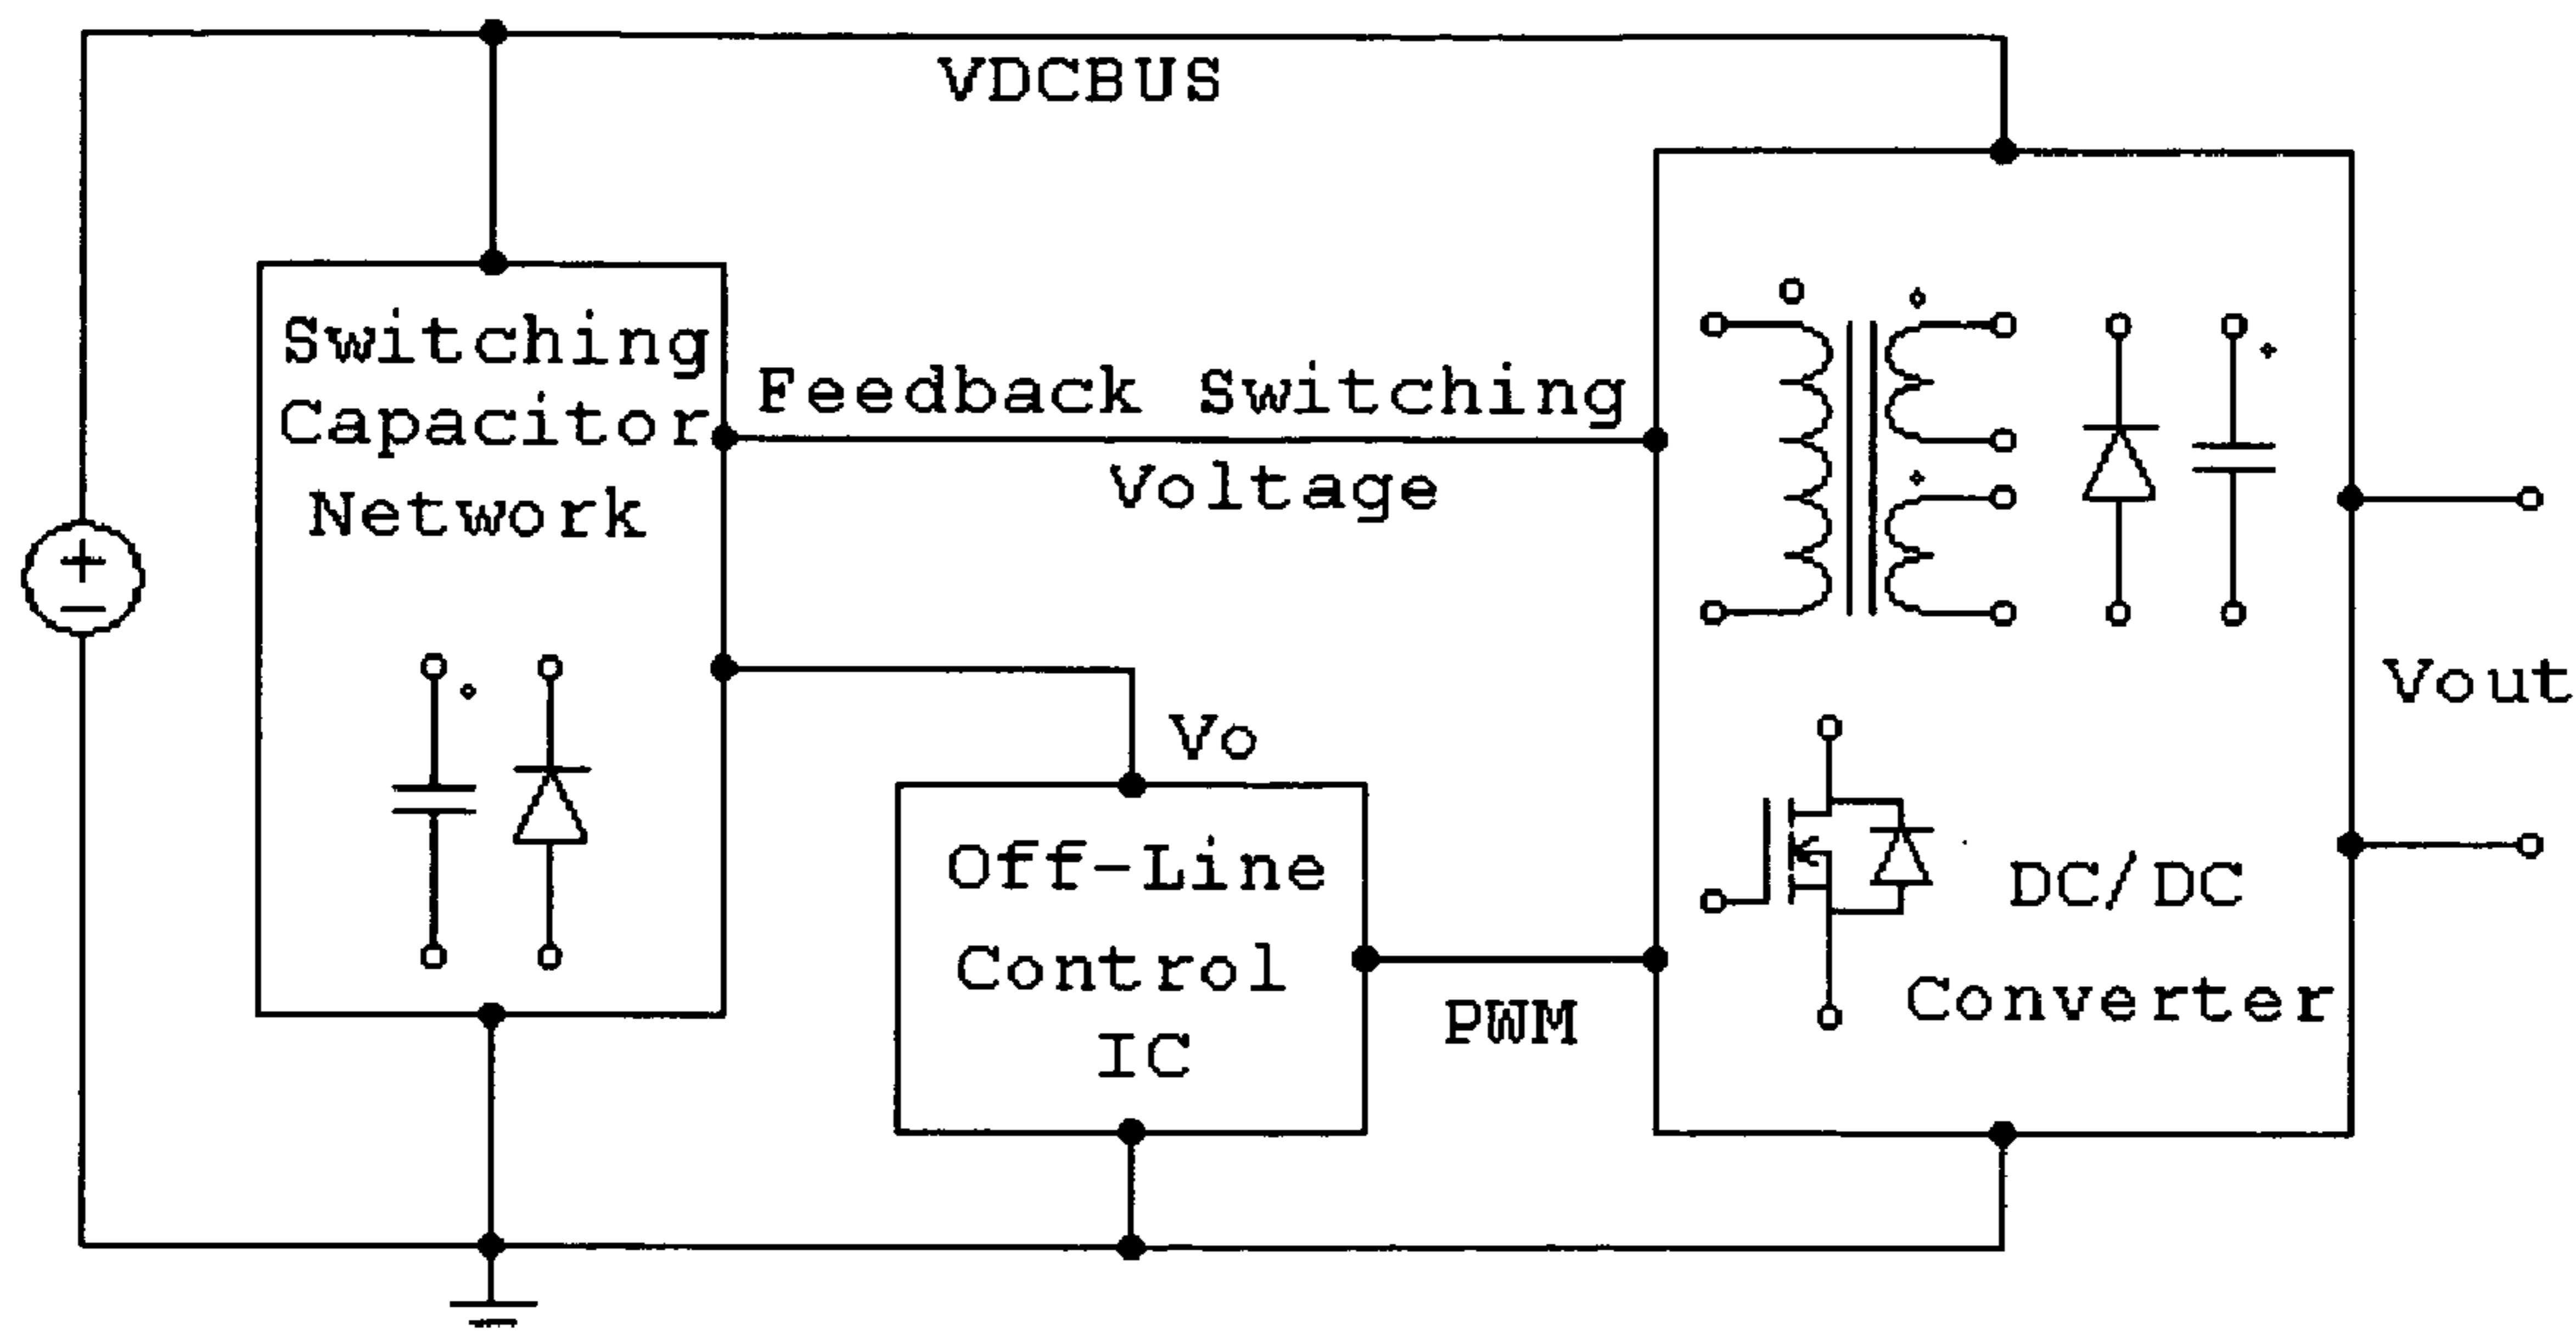 VDCBUS
Switching
Capacitor
Network
Feedback Switching
Voltage
Vo
Off-Line
Control
IC
PWM
DC/DC
Converter
Vout